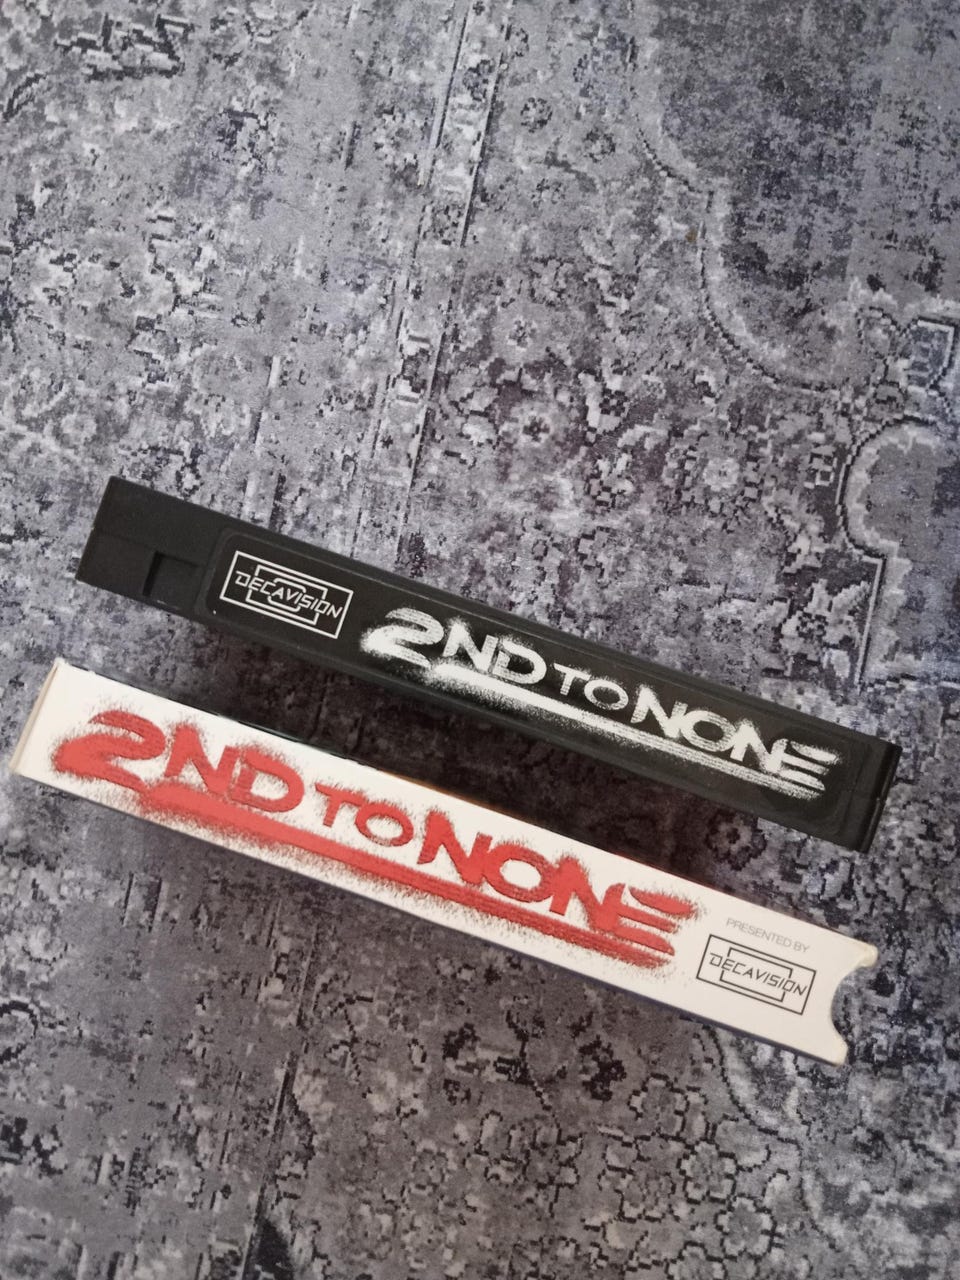 DECAVISION
2ND TO NONE
2ND TO NONE
PRESENTED BY
DECAVISION